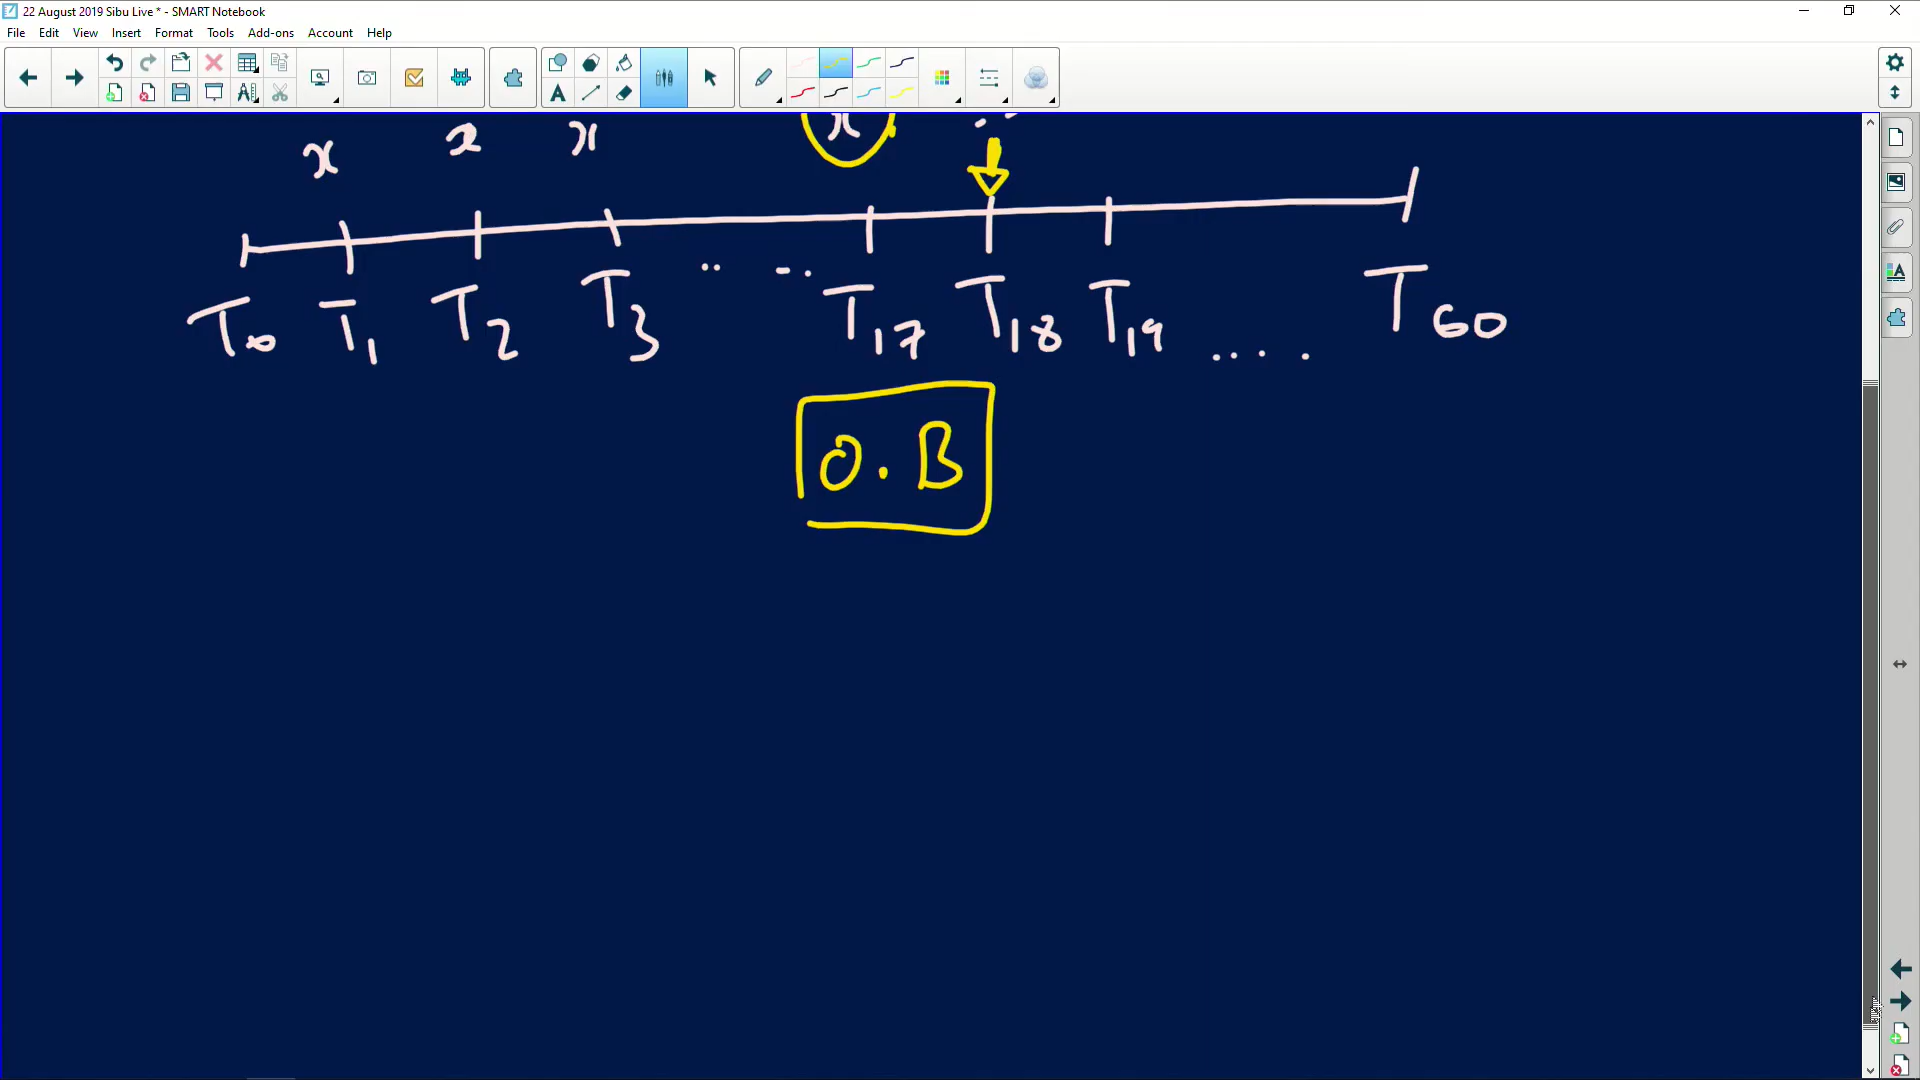 22 August 2019 Sibu Live * - SMART Notebook
File Edit View Insert Format Tools Add-ons Account Help
x x x x
T0 T1 T2 T3 .. -. T17 T18 T19 .... T60
O.B